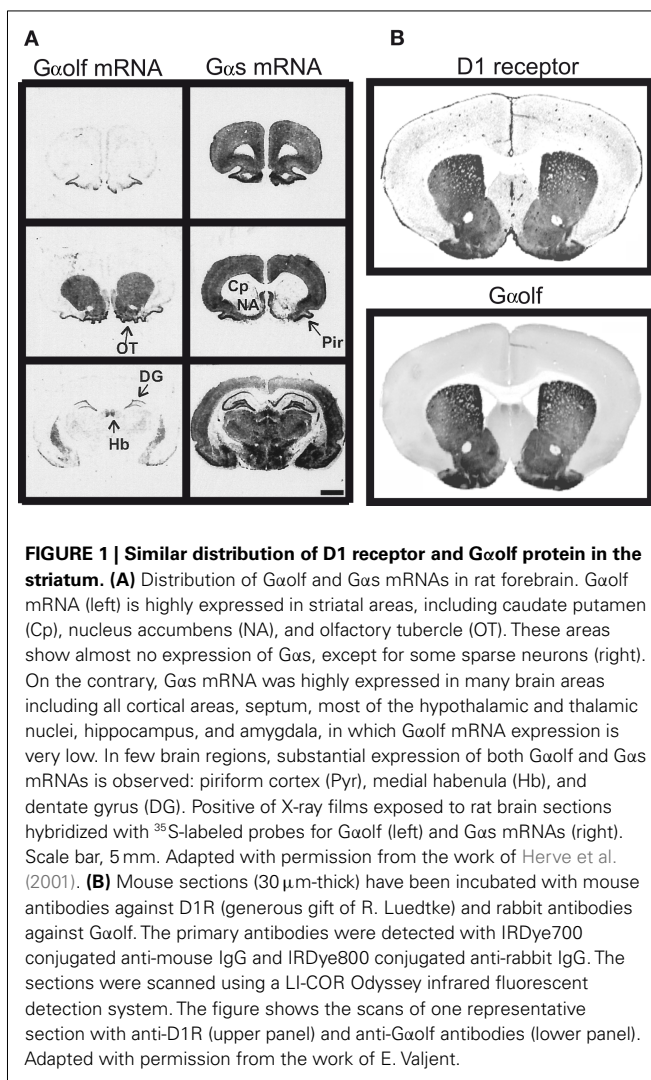 A
B
Gαolf mRNA
Gαs mRNA
D1 receptor
Cp
NA
OT
Pir
Gαolf
DG
Hb
FIGURE 1 | Similar distribution of D1 receptor and Gαolf protein in the
striatum. (A) Distribution of Gαolf and Gαs mRNAs in rat forebrain. Gαolf
mRNA (left) is highly expressed in striatal areas, including caudate putamen
(Cp), nucleus accumbens (NA), and olfactory tubercle (OT). These areas
show almost no expression of Gαs, except for some sparse neurons (right).
On the contrary, Gαs mRNA was highly expressed in many brain areas
including all cortical areas, septum, most of the hypothalamic and thalamic
nuclei, hippocampus, and amygdala, in which Gαolf mRNA expression is
very low. In few brain regions, substantial expression of both Gαolf and Gαs
mRNAs is observed: piriform cortex (Pyr), medial habenula (Hb), and
dentate gyrus (DG). Positive of X-ray films exposed to rat brain sections
hybridized with ³⁵S-labeled probes for Gαolf (left) and Gαs mRNAs (right).
Scale bar, 5 mm. Adapted with permission from the work of Herve et al.
(2001). (B) Mouse sections (30 μm-thick) have been incubated with mouse
antibodies against D1R (generous gift of R. Luedtke) and rabbit antibodies
against Gαolf. The primary antibodies were detected with IRDye700
conjugated anti-mouse IgG and IRDye800 conjugated anti-rabbit IgG. The
sections were scanned using a LI-COR Odyssey infrared fluorescent
detection system. The figure shows the scans of one representative
section with anti-D1R (upper panel) and anti-Gαolf antibodies (lower panel).
Adapted with permission from the work of E. Valjent.